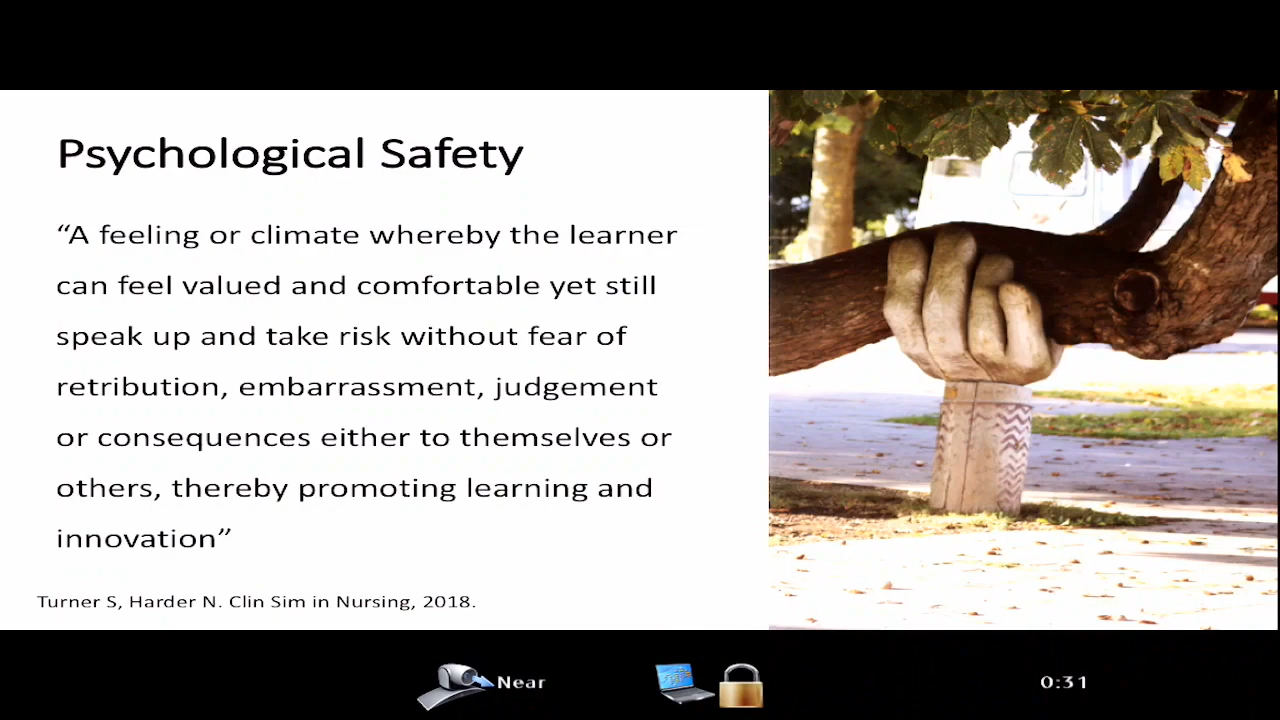 Psychological Safety
“A feeling or climate whereby the learner
can feel valued and comfortable yet still
speak up and take risk without fear of
retribution, embarrassment, judgement
or consequences either to themselves or
others, thereby promoting learning and
innovation”
Turner S, Harder N. Clin Sim in Nursing, 2018.
Near
0:31